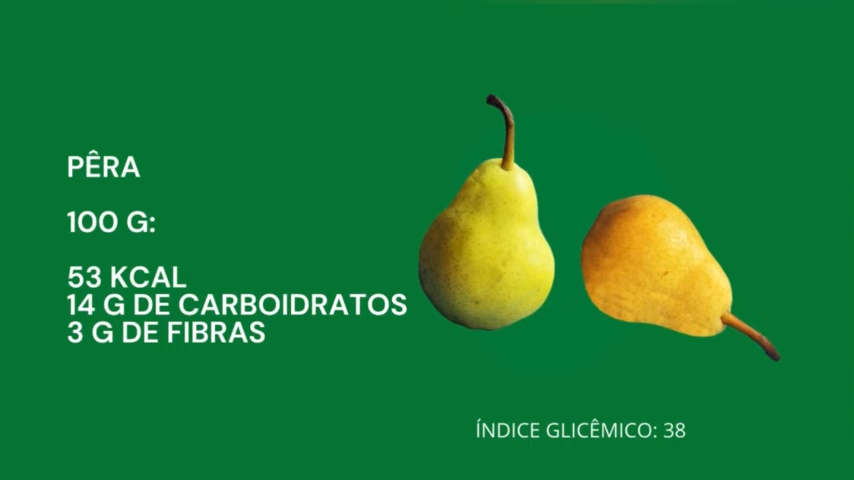 PÊRA
100 G:
53 KCAL
14 G DE CARBOIDRATOS
3 G DE FIBRAS
ÍNDICE GLICÊMICO: 38